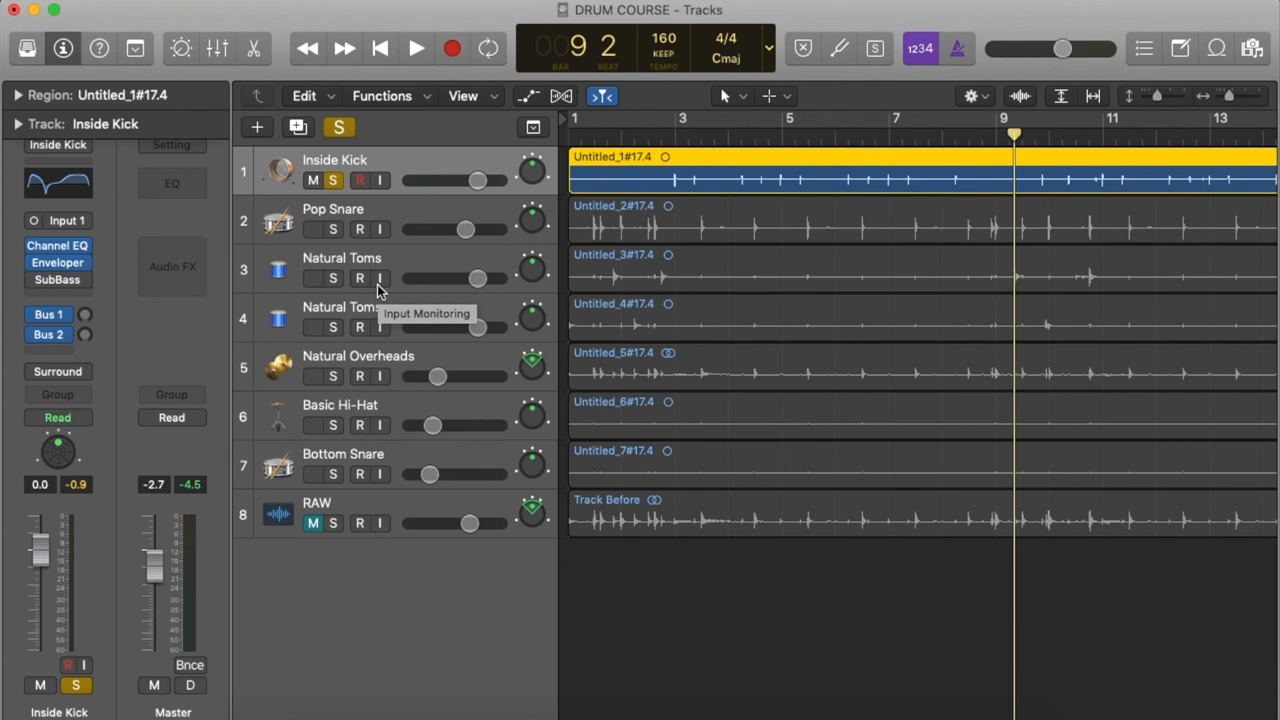 DRUM COURSE - Tracks
009 2
BAR BEAT
160
KEEP
TEMPO
4/4
Cmaj
S
1234
Region: Untitled_1#17.4
Track: Inside Kick
Edit Functions View
S
1 3 5 7 9 11 13
Inside Kick Setting
EQ
Input 1
Channel EQ
Enveloper
SubBass
Audio FX
Bus 1
Bus 2
Surround
Group Group
Read Read
0.0 -0.9 -2.7 -4.5
R I Bnce
M S M D
Inside Kick Master
1 Inside Kick
M S R I
2 Pop Snare
S R I
3 Natural Toms
S R I
Input Monitoring
4 Natural Toms
S R I
5 Natural Overheads
S R I
6 Basic Hi-Hat
S R I
7 Bottom Snare
S R I
8 RAW
M S R I
Untitled_1#17.4
Untitled_2#17.4
Untitled_3#17.4
Untitled_4#17.4
Untitled_5#17.4
Untitled_6#17.4
Untitled_7#17.4
Track Before